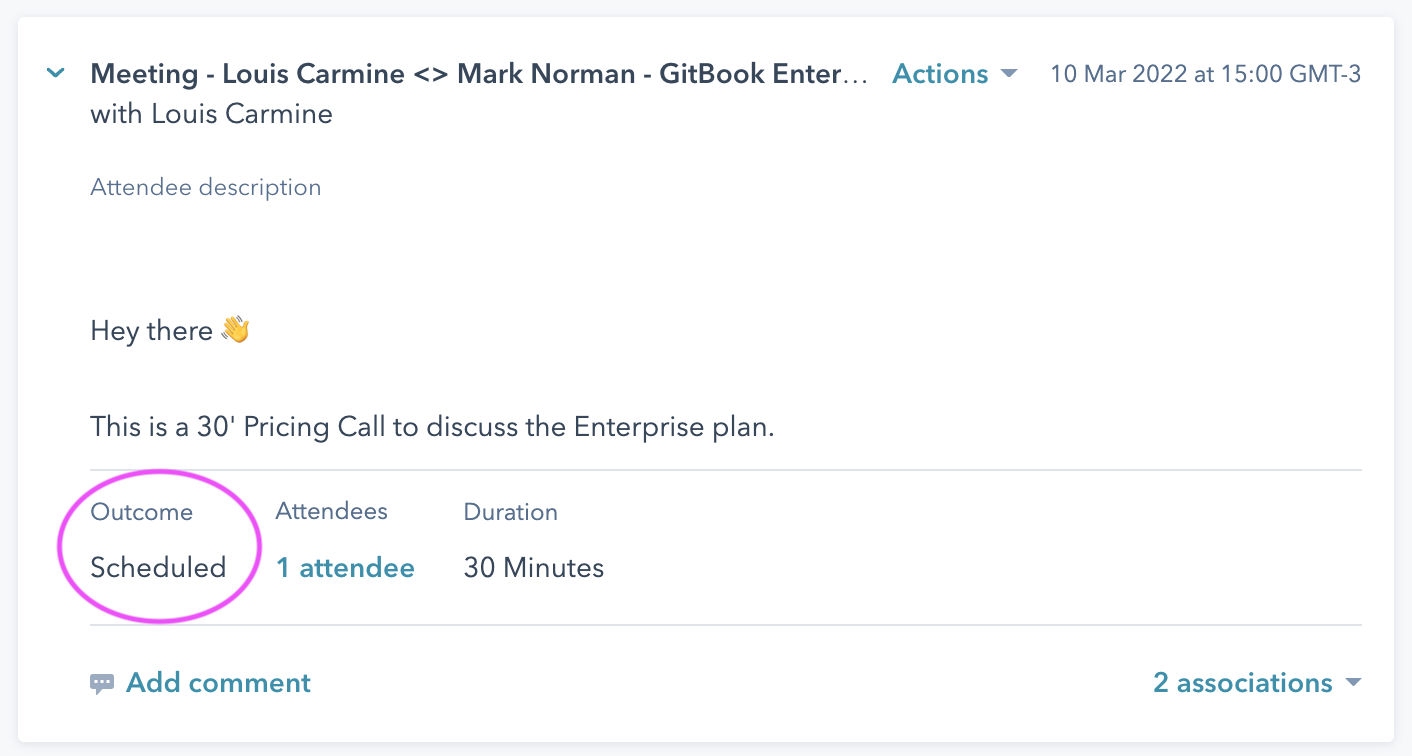 Meeting - Louis Carmine <> Mark Norman - GitBook Enter… Actions 10 Mar 2022 at 15:00 GMT-3
with Louis Carmine
Attendee description
Hey there 👋
This is a 30' Pricing Call to discuss the Enterprise plan.
Outcome Attendees Duration
Scheduled 1 attendee 30 Minutes
Add comment 2 associations